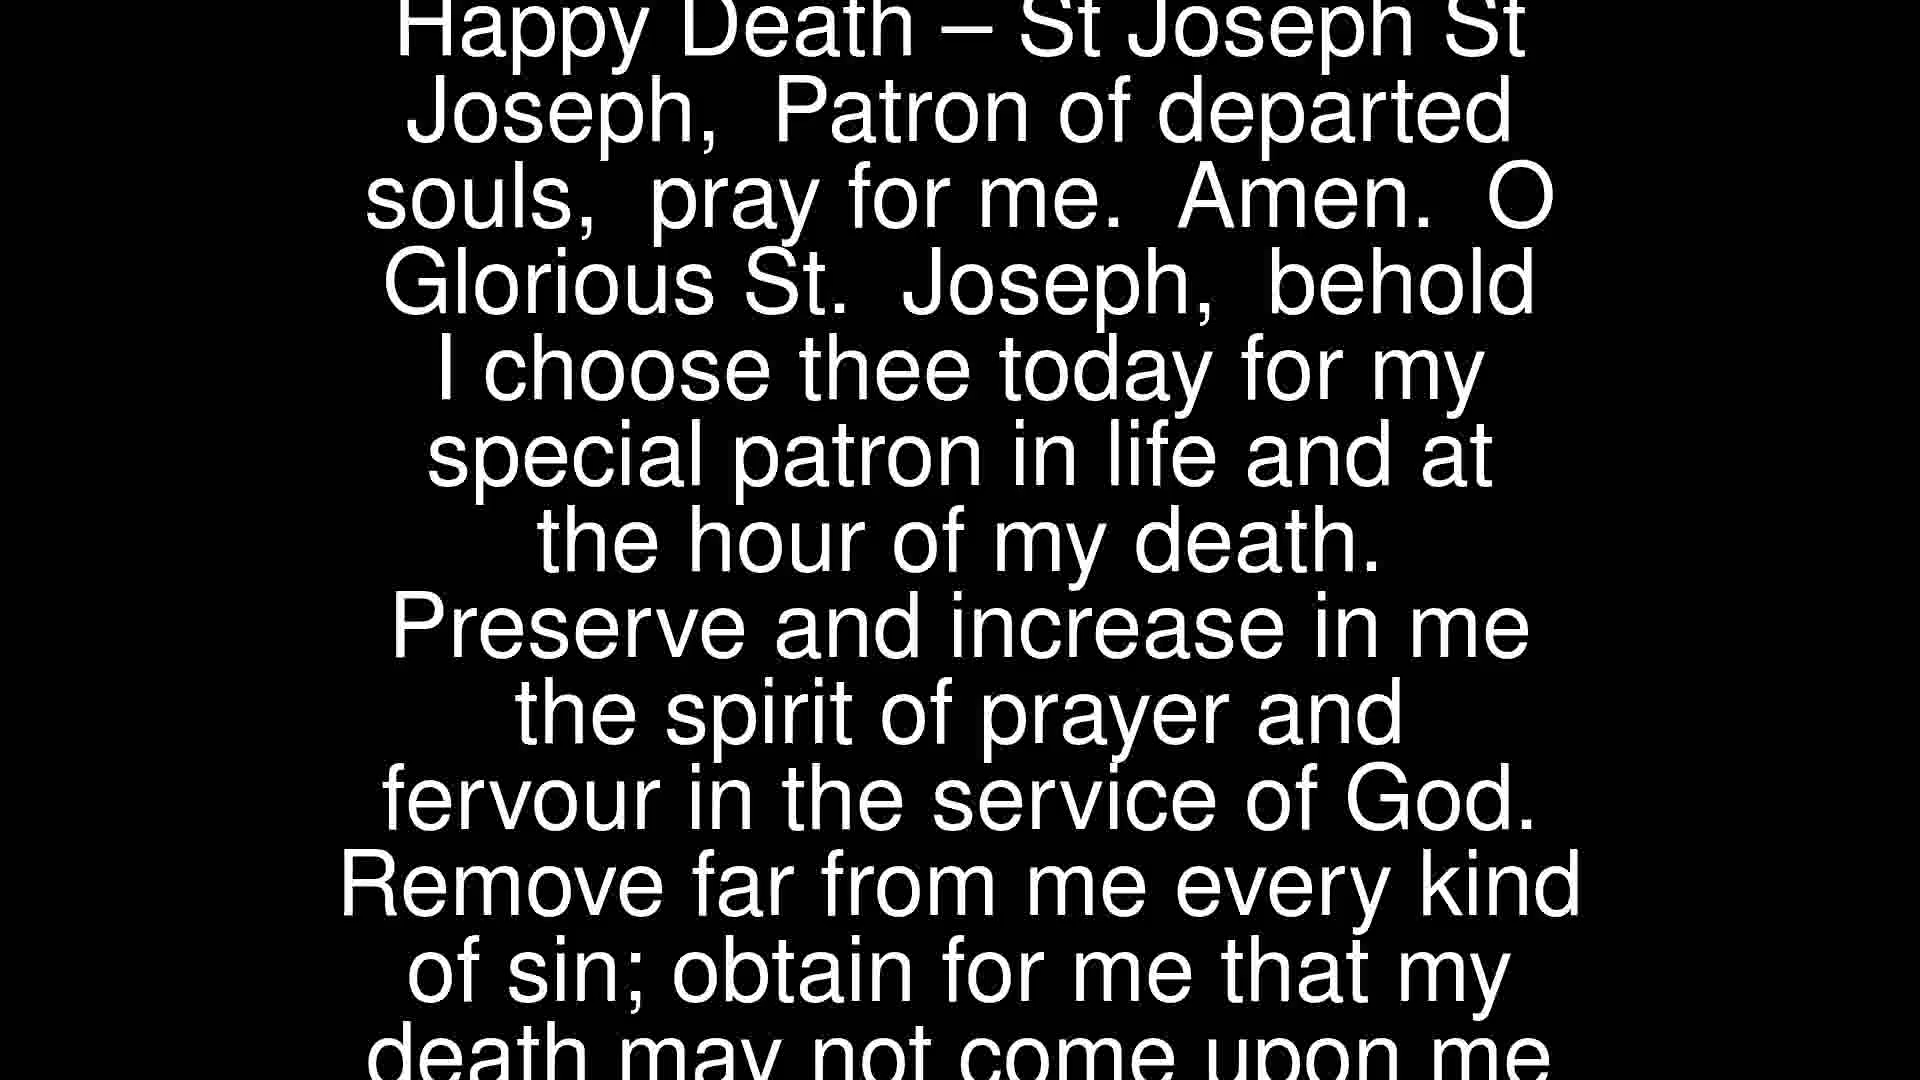 Happy Death – St Joseph St
Joseph,  Patron of departed
souls,  pray for me.  Amen.  O
Glorious St.  Joseph,  behold
I choose thee today for my
special patron in life and at
the hour of my death.
Preserve and increase in me
the spirit of prayer and
fervour in the service of God.
Remove far from me every kind
of sin; obtain for me that my
death may not come upon me